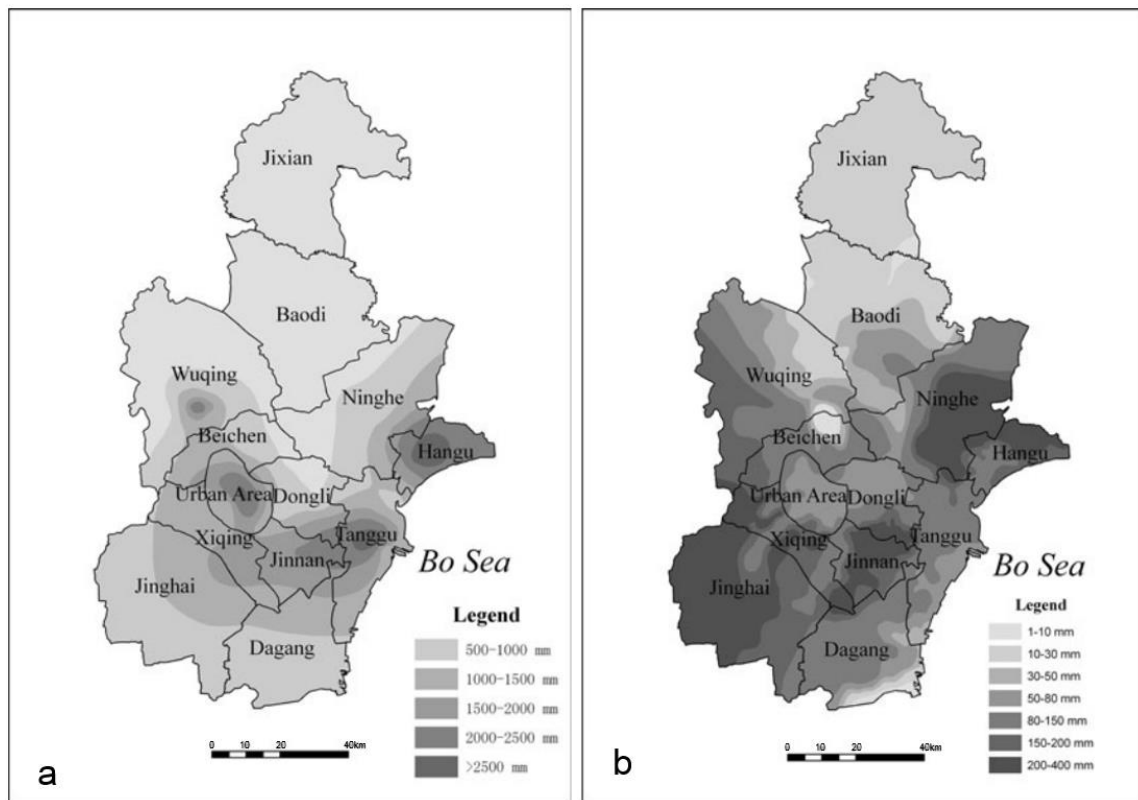 Jixian
Baodi
Wuqing
Ninghe
Beichen
Hangu
Urban Area
Dongli
Xiqing
Tanggu
Jinnan
Bo Sea
Jinghai
Dagang
Legend
500-1000 mm
1000-1500 mm
1500-2000 mm
2000-2500 mm
>2500 mm
0 20 40km
a
Jixian
Baodi
Wuqing
Ninghe
Beichen
Hangu
Urban Area
Dongli
Xiqing
Tanggu
Jinnan
Bo Sea
Jinghai
Dagang
Legend
1-10 mm
10-30 mm
30-50 mm
50-80 mm
80-150 mm
150-200 mm
200-400 mm
0 10 20 40km
b